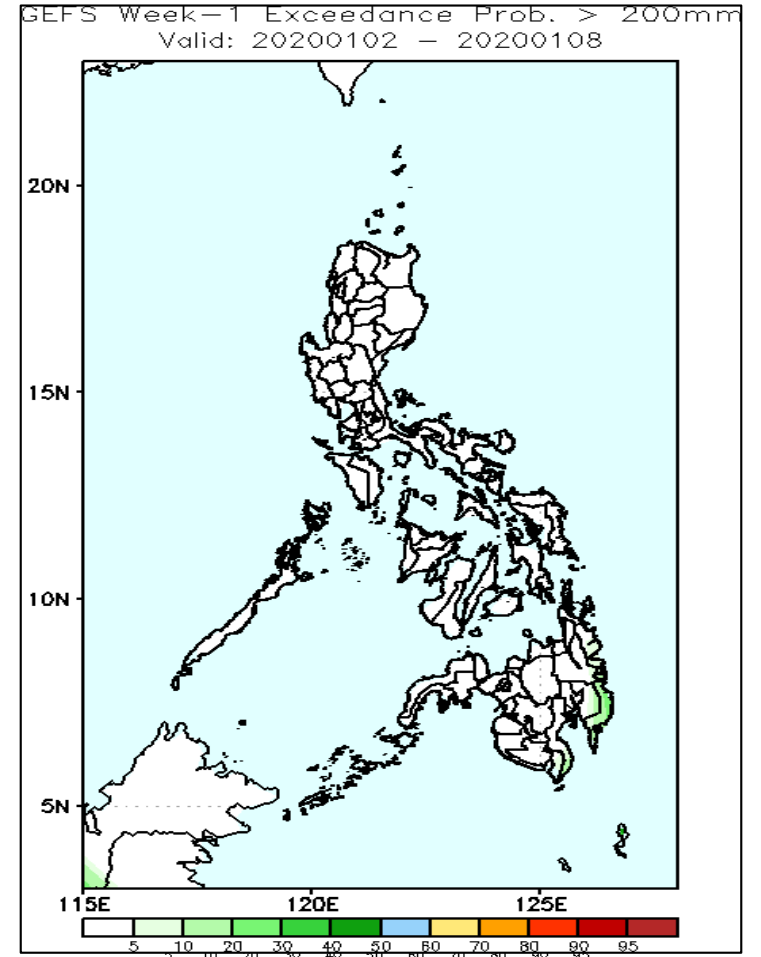 GEFS Week-1 Exceedance Prob. > 200mm
Valid: 20200102 - 20200108
20N
15N
10N
5N
115E 120E 125E
5 10 20 30 40 50 60 70 80 90 95